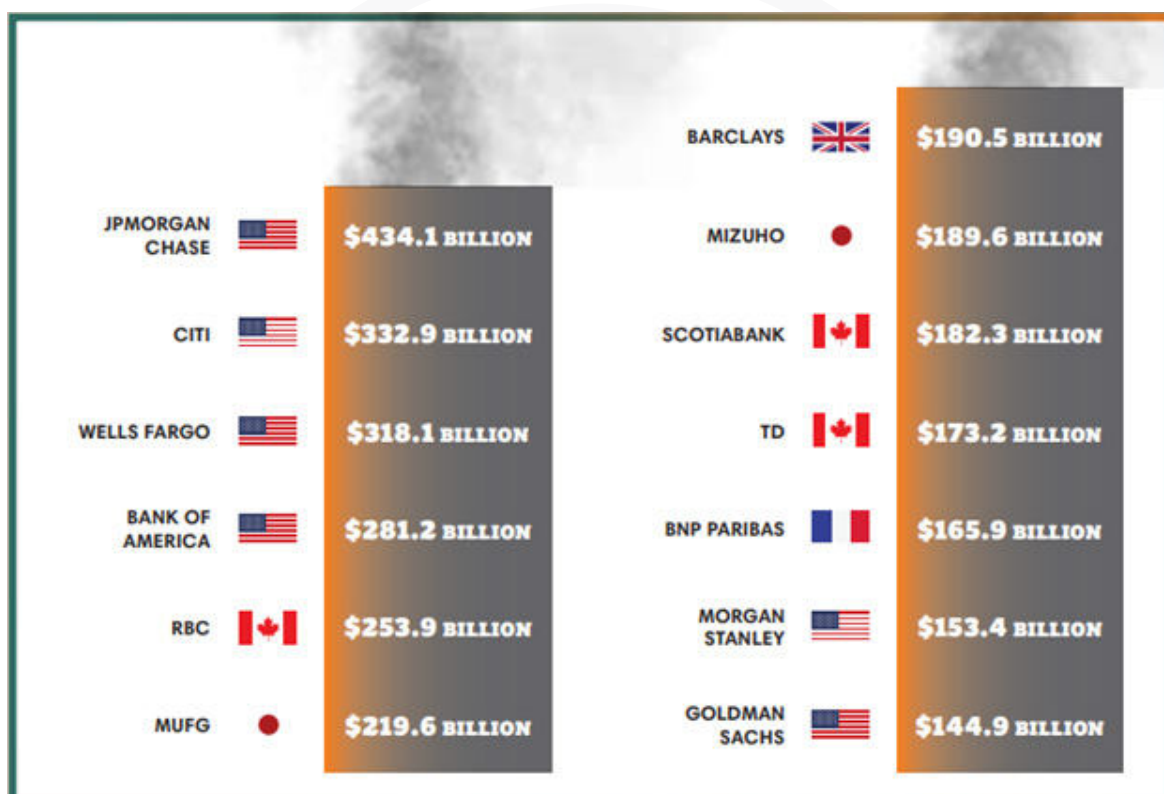 JPMORGAN
CHASE
$434.1 BILLION
CITI
$332.9 BILLION
WELLS FARGO
$318.1 BILLION
BANK OF
AMERICA
$281.2 BILLION
RBC
$253.9 BILLION
MUFG
$219.6 BILLION
BARCLAYS
$190.5 BILLION
MIZUHO
$189.6 BILLION
SCOTIABANK
$182.3 BILLION
TD
$173.2 BILLION
BNP PARIBAS
$165.9 BILLION
MORGAN
STANLEY
$153.4 BILLION
GOLDMAN
SACHS
$144.9 BILLION